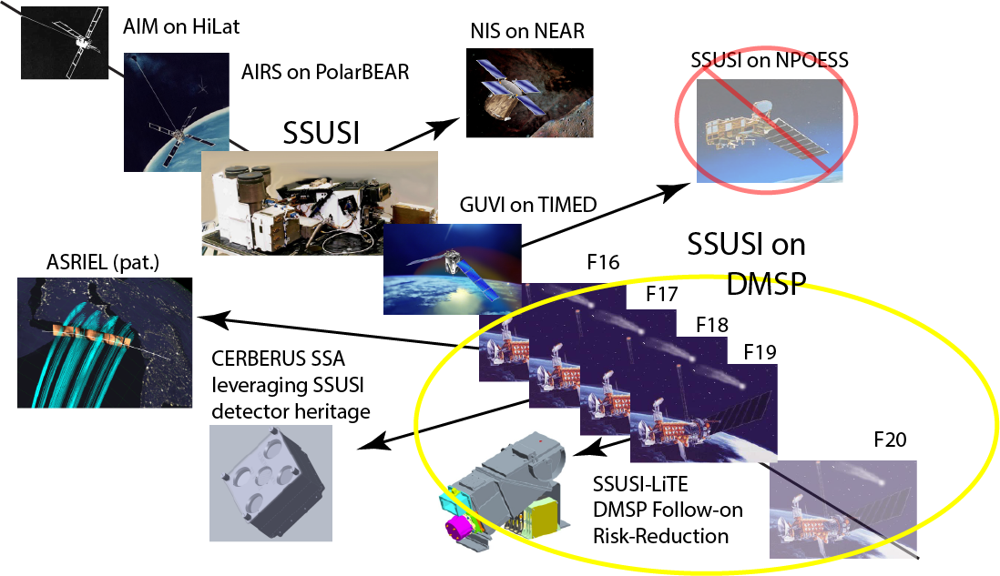 AIM on HiLat
AIRS on PolarBEAR
NIS on NEAR
SSUSI on NPOESS
SSUSI
GUVI on TIMED
SSUSI on
DMSP
ASRIEL (pat.)
F16
F17
F18
F19
F20
CERBERUS SSA
leveraging SSUSI
detector heritage
SSUSI-LiTE
DMSP Follow-on
Risk-Reduction